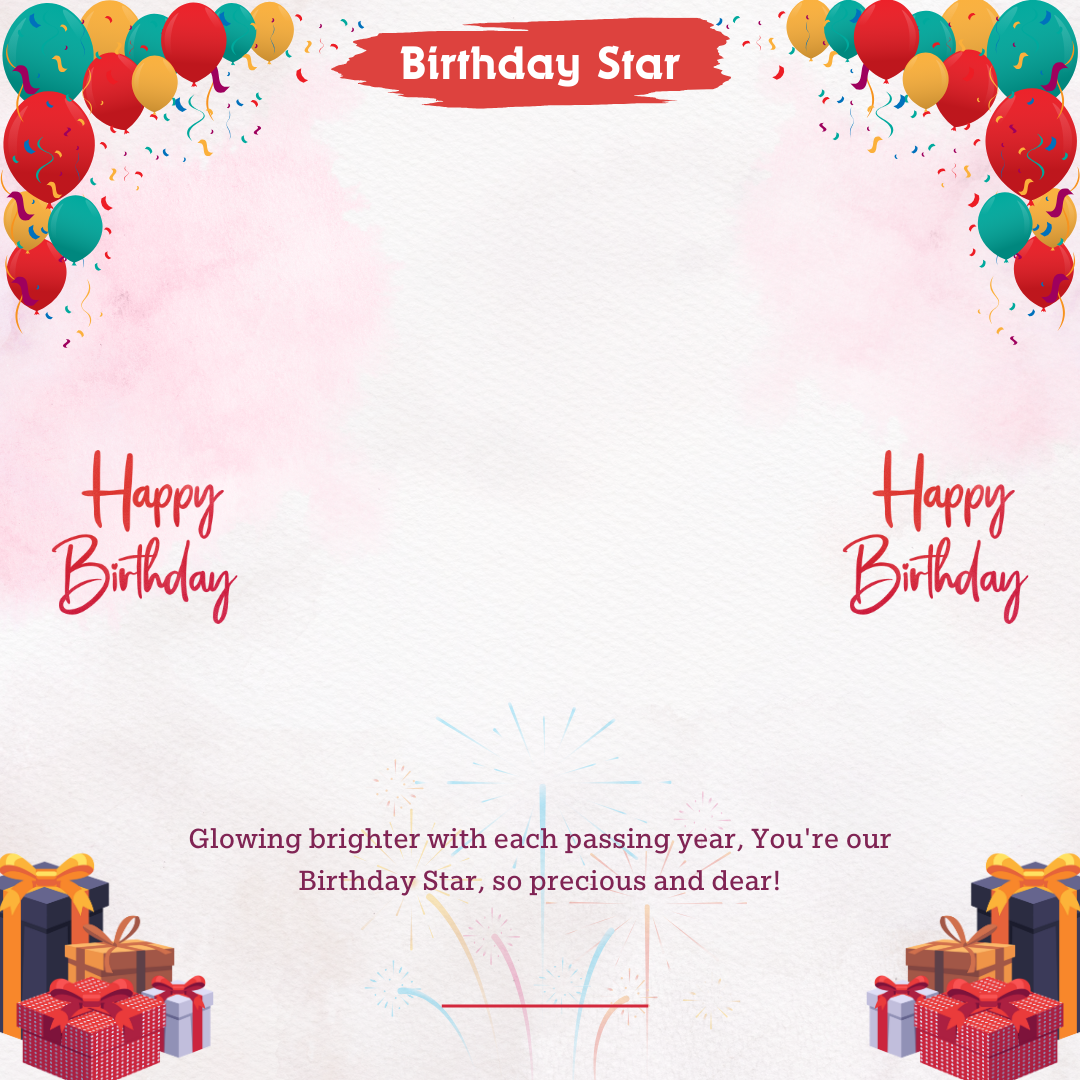 Birthday Star
Happy
Birthday
Happy
Birthday
Glowing brighter with each passing year, You're our
Birthday Star, so precious and dear!